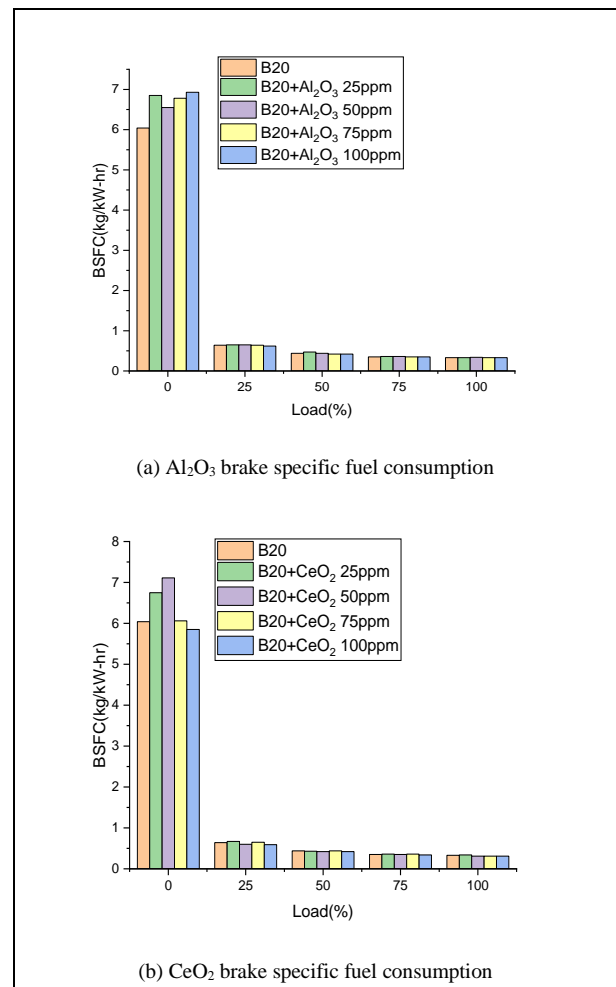 B20
B20+Al₂O₃ 25ppm
B20+Al₂O₃ 50ppm
B20+Al₂O₃ 75ppm
B20+Al₂O₃ 100ppm
7
6
5
4
3
2
1
0
BSFC(kg/kW-hr)
0 25 50 75 100
Load(%)
(a) Al₂O₃ brake specific fuel consumption
B20
B20+CeO₂ 25ppm
B20+CeO₂ 50ppm
B20+CeO₂ 75ppm
B20+CeO₂ 100ppm
8
7
6
5
4
3
2
1
0
BSFC(kg/kW-hr)
0 25 50 75 100
Load(%)
(b) CeO₂ brake specific fuel consumption